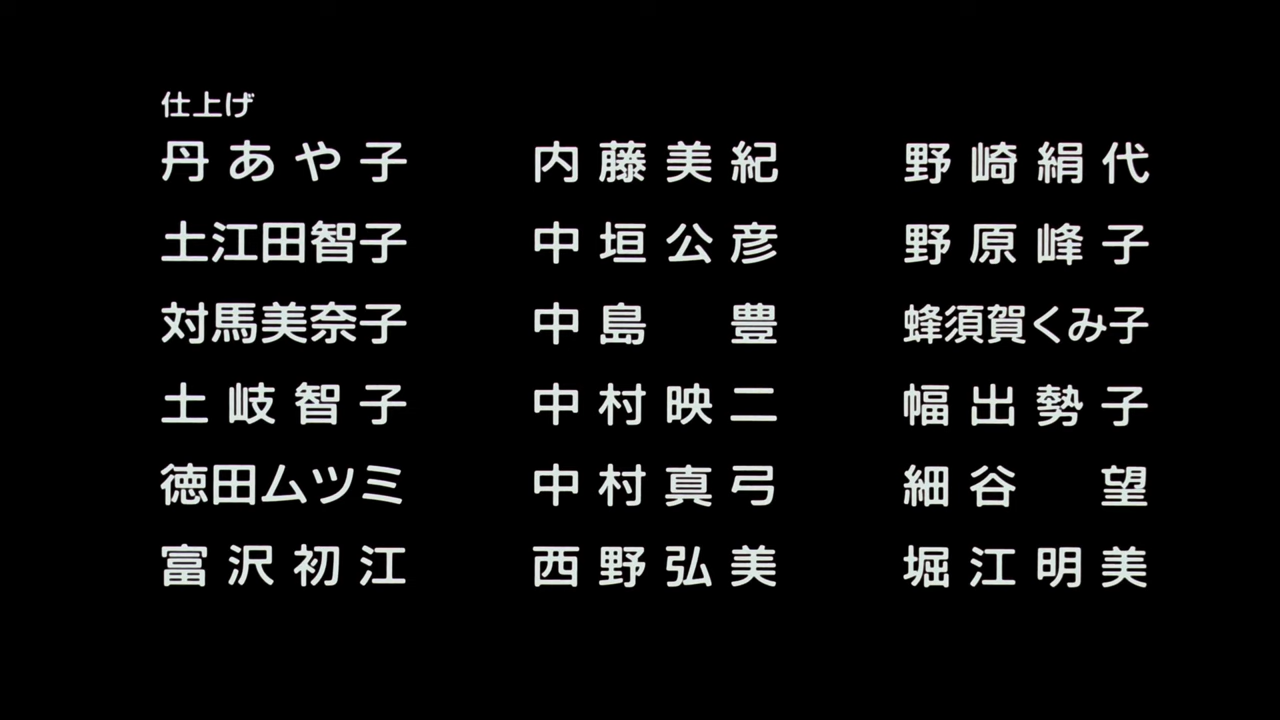 仕上げ
丹あや子 内藤美紀 野崎絹代
土江田智子 中垣公彦 野原峰子
対馬美奈子 中島 豊 蜂須賀くみ子
土岐智子 中村映二 幅出勢子
徳田ムツミ 中村真弓 細谷 望
富沢初江 西野弘美 堀江明美